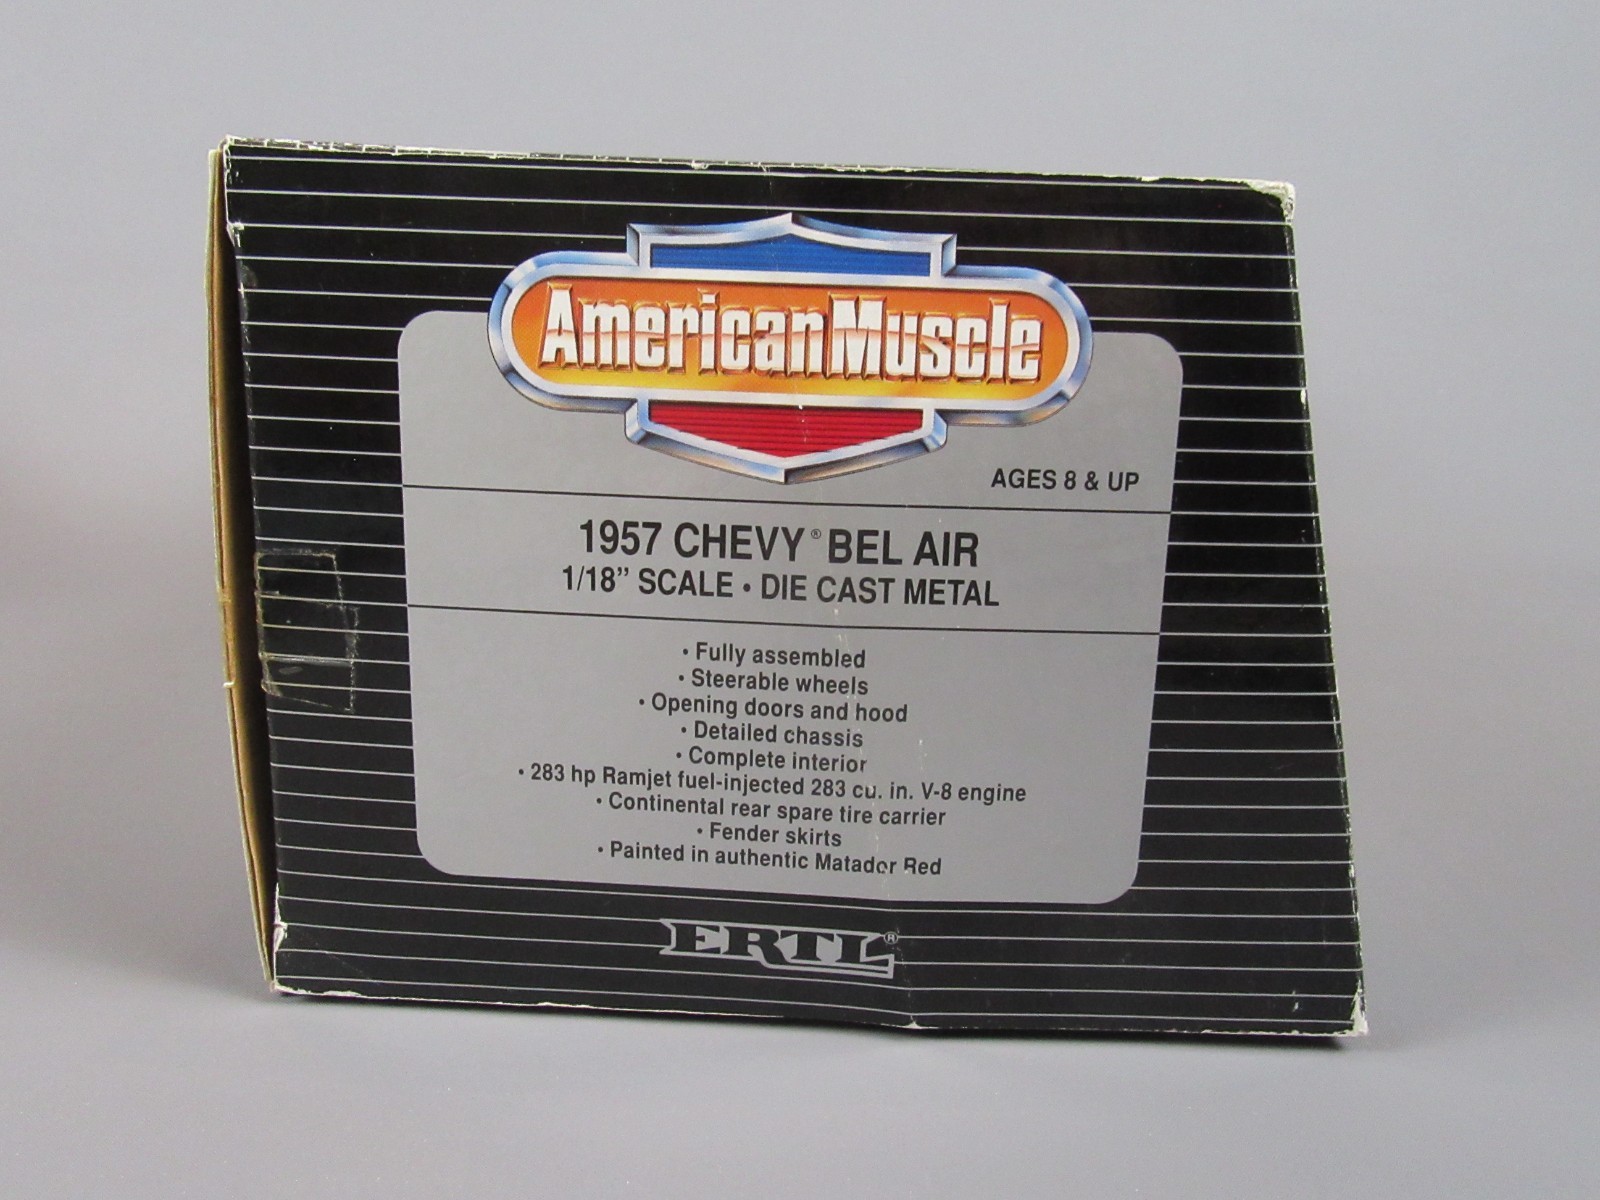 American Muscle
AGES 8 & UP
1957 CHEVY® BEL AIR
1/18” SCALE • DIE CAST METAL
• Fully assembled
• Steerable wheels
• Opening doors and hood
• Detailed chassis
• Complete interior
• 283 hp Ramjet fuel-injected 283 cu. in. V-8 engine
• Continental rear spare tire carrier
• Fender skirts
• Painted in authentic Matador Red
ERTL®